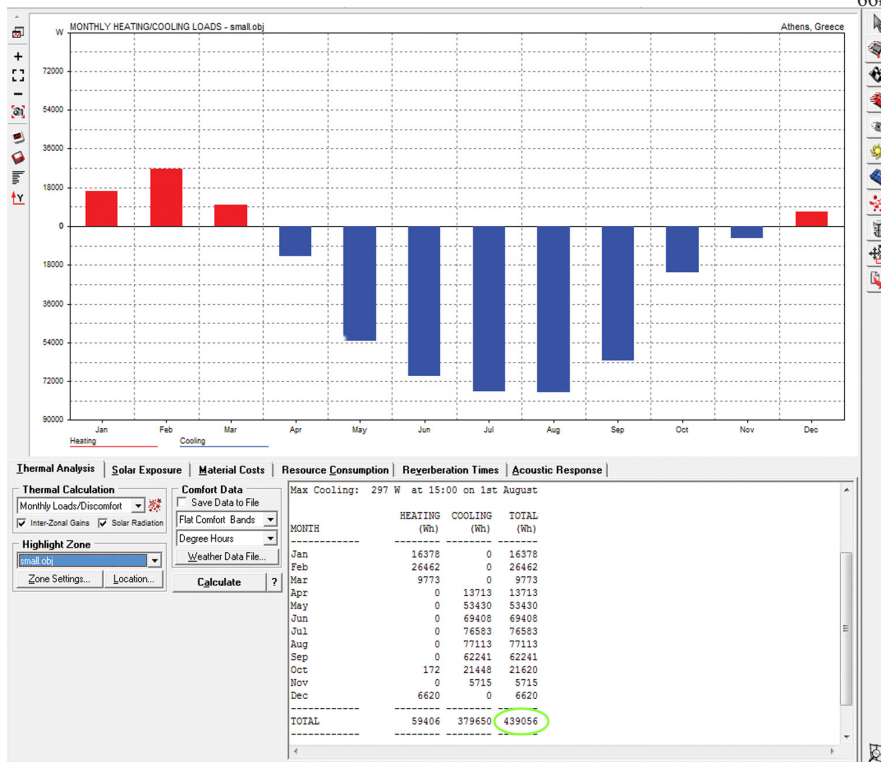 MONTHLY HEATING/COOLING LOADS - small.obj
Athens, Greece
W
72000
54000
36000
18000
0
18000
36000
54000
72000
90000
Jan Feb Mar Apr May Jun Jul Aug Sep Oct Nov Dec
Heating Cooling
Thermal Analysis Solar Exposure Material Costs Resource Consumption Reverberation Times Acoustic Response
Thermal Calculation
Monthly Loads/Discomfort
Inter-Zonal Gains Solar Radiation
Highlight Zone
small.obj
Zone Settings... Location...
Comfort Data
Save Data to File
Flat Comfort Bands
Degree Hours
Weather Data File...
Calculate ?
Max Cooling: 297 W at 15:00 on 1st August
HEATING COOLING TOTAL
MONTH (Wh) (Wh) (Wh)
------------ -------- -------- --------
Jan 16378 0 16378
Feb 26462 0 26462
Mar 9773 0 9773
Apr 0 13713 13713
May 0 53430 53430
Jun 0 69408 69408
Jul 0 76583 76583
Aug 0 77113 77113
Sep 0 62241 62241
Oct 172 21448 21620
Nov 0 5715 5715
Dec 6620 0 6620
------------ -------- -------- --------
TOTAL 59406 379650 439056
------------ -------- -------- --------